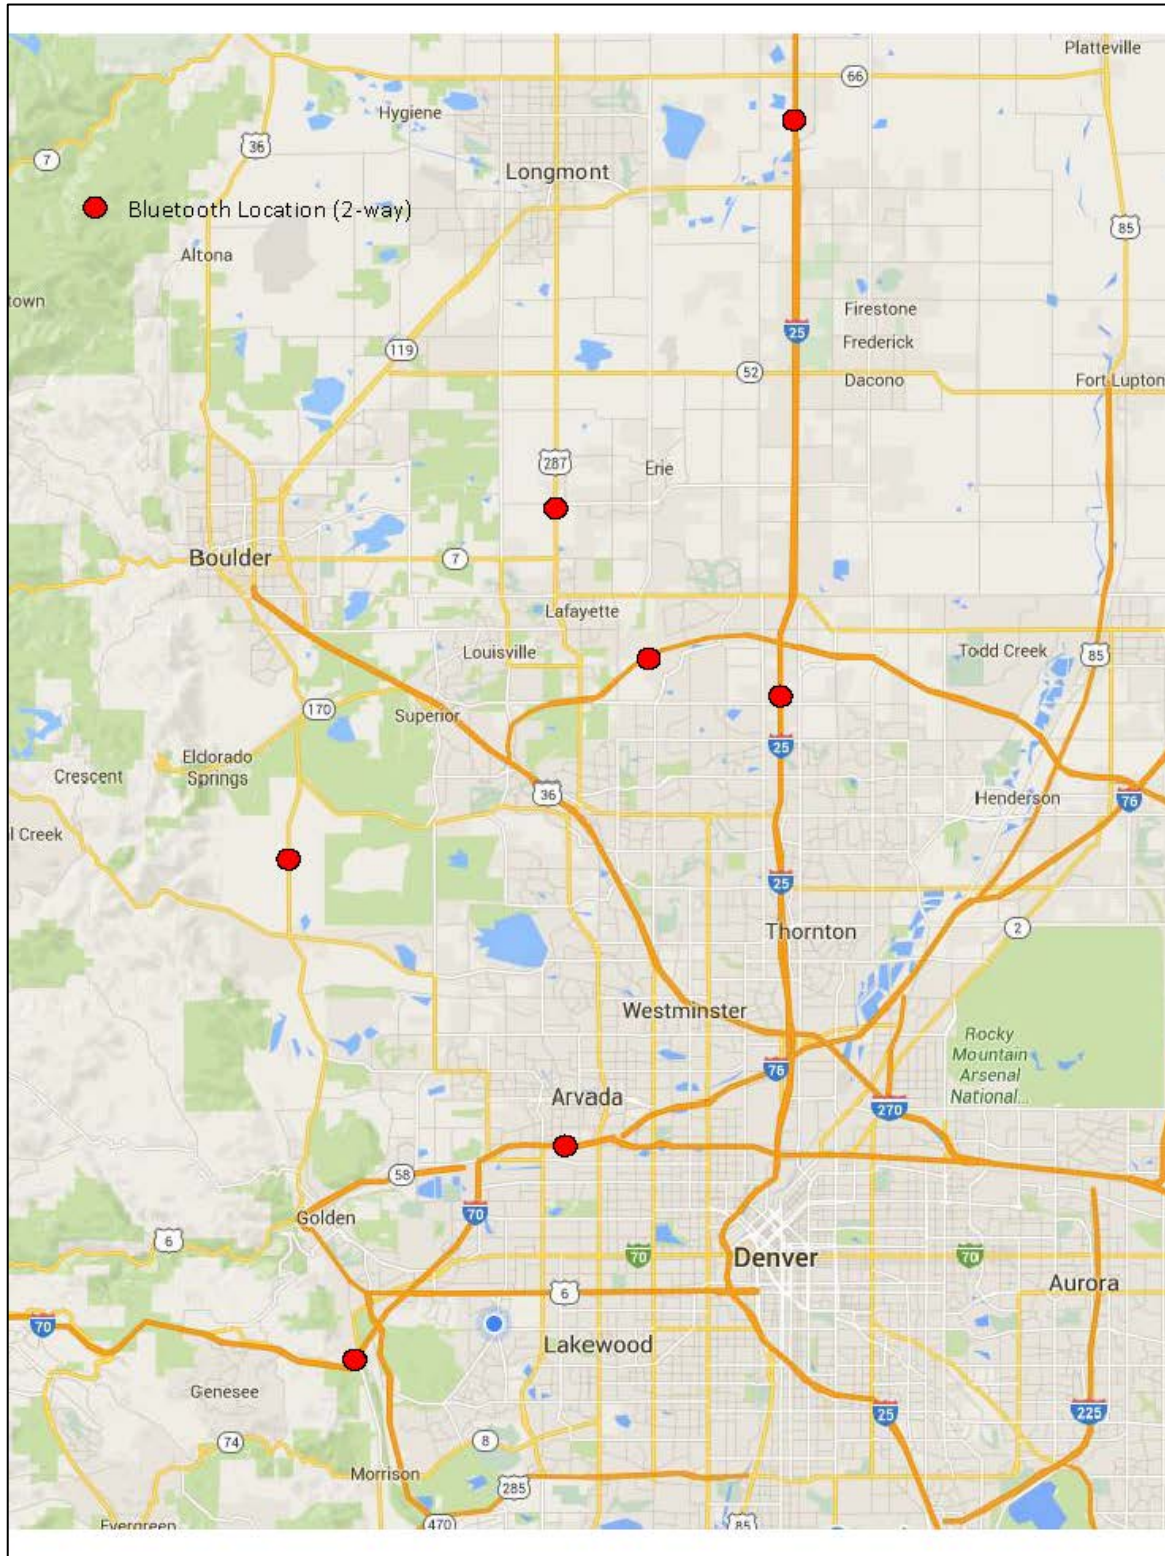 Platteville
66
Hygiene
36
7
Longmont
Bluetooth Location (2-way)
85
Altona
town
Firestone
25
Frederick
119
52
Dacono
Fort Lupton
287
Erie
Boulder
7
Lafayette
Louisville
Todd Creek
85
170
Superior
25
Eldorado
Springs
Crescent
36
Henderson
76
l Creek
25
Thornton
2
Westminster
Rocky
Mountain
Arsenal
National...
76
Arvada
270
58
70
Golden
6
70
Denver
70
Aurora
6
70
Lakewood
Genesee
25
225
74
8
Morrison
285
Evergreen
470
85